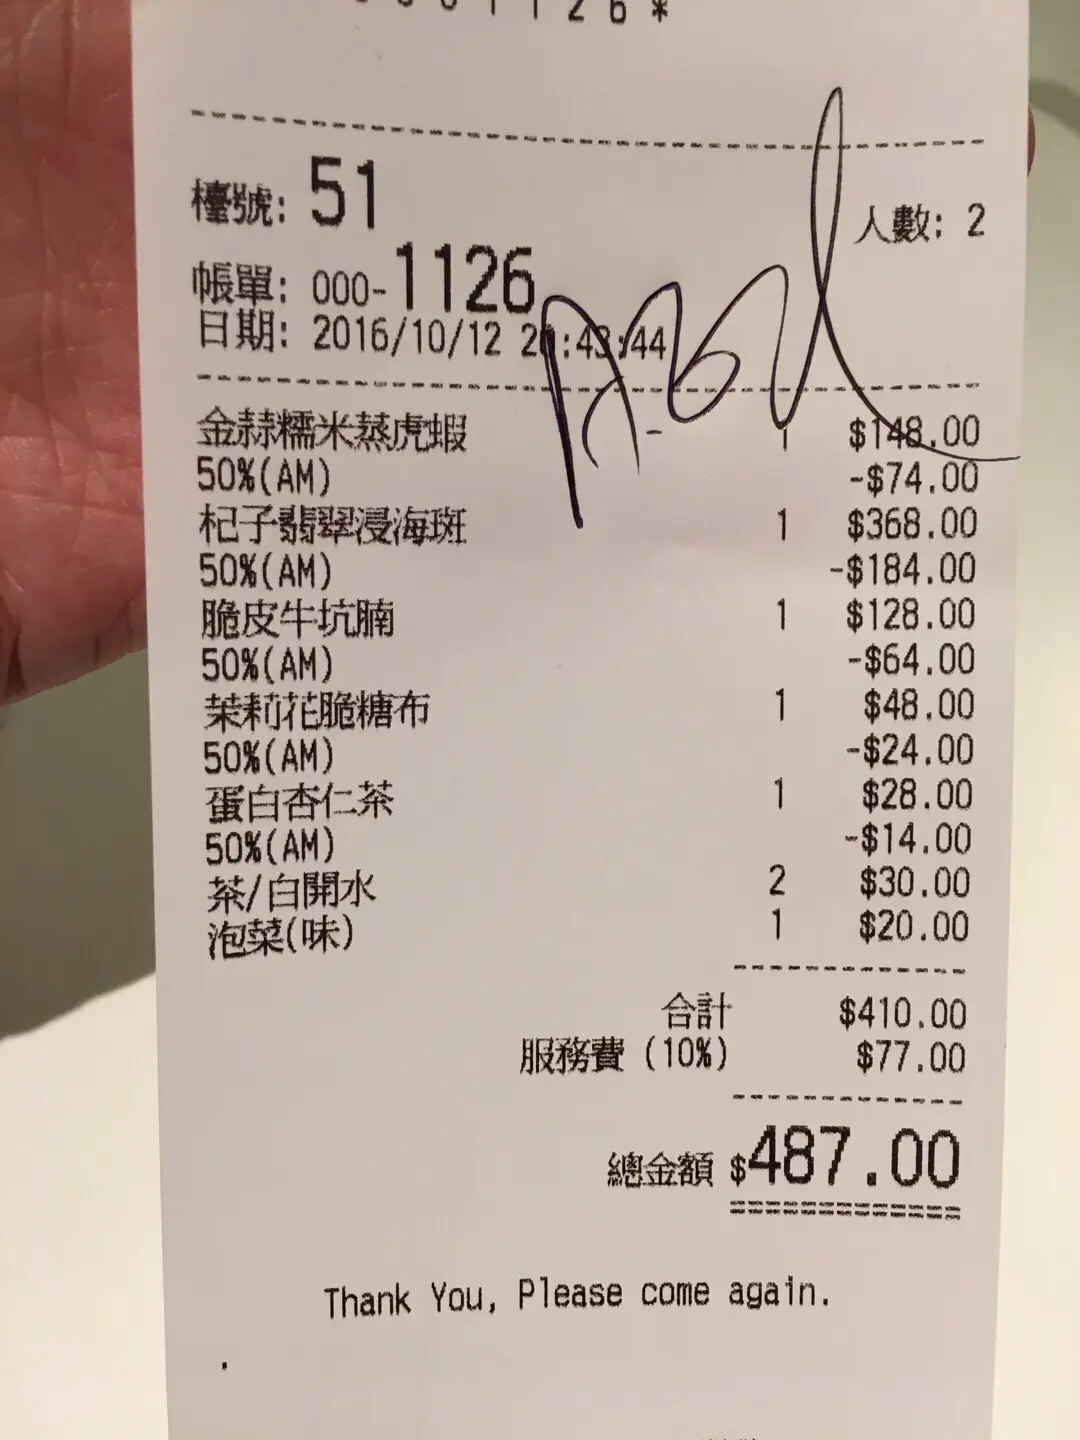 1126*
檯號: 51
人數: 2
帳單: 000-1126
日期: 2016/10/12 :43:44
金赫糯米蒸虎蝦 1 $148.00
50%(AM) -$74.00
杞子翡翠浸海斑 1 $368.00
50%(AM) -$184.00
脆皮牛坑腩 1 $128.00
50%(AM) -$64.00
茉莉花脆糖布 1 $48.00
50%(AM) -$24.00
蛋白杏仁茶 1 $28.00
50%(AM) -$14.00
茶/白開水 2 $30.00
泡菜(味) 1 $20.00
合計 $410.00
服務費 (10%) $77.00
總金額 $487.00
Thank You, Please come again.